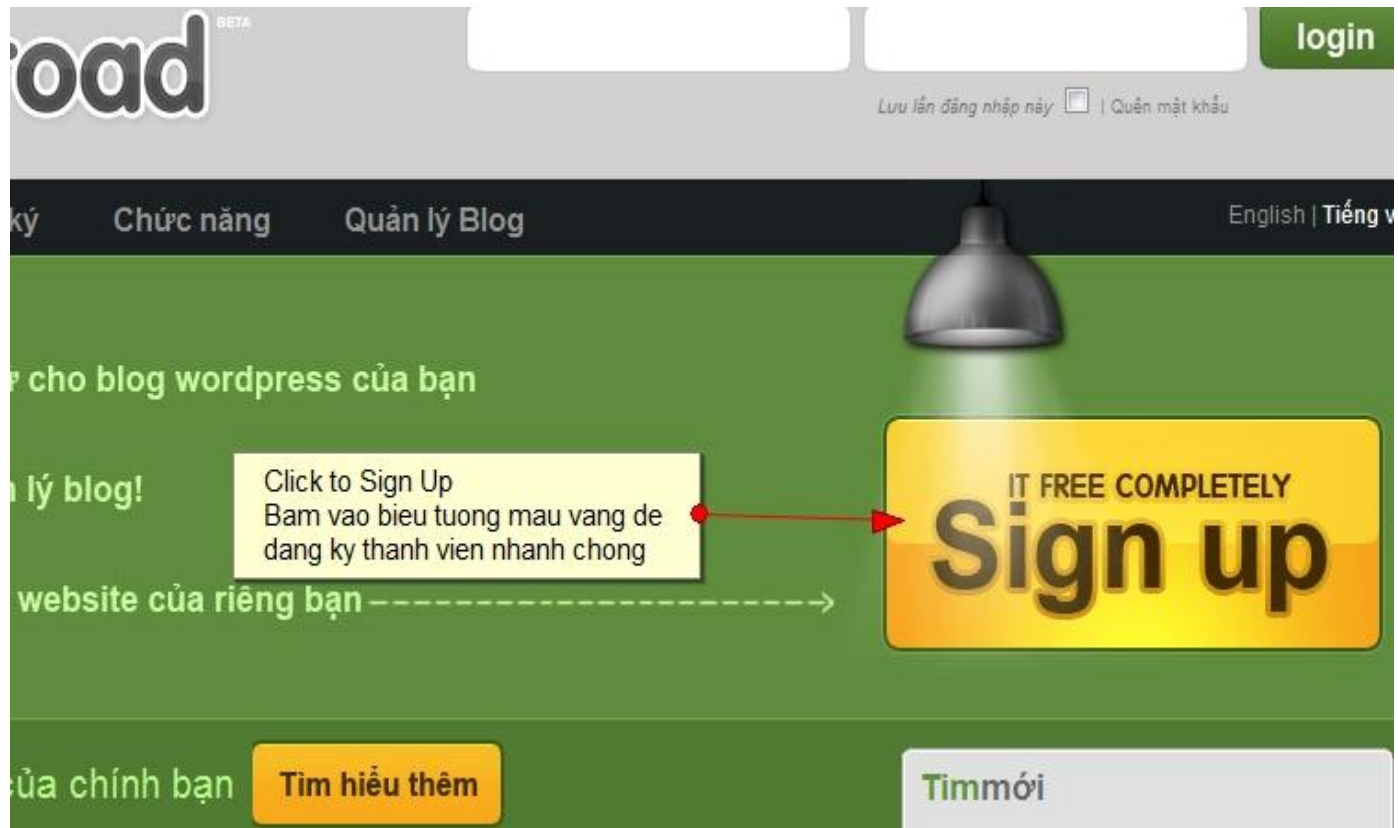 road BETA
login
Lưu lần đăng nhập này | Quên mật khẩu
ký Chức năng Quản lý Blog
English | Tiếng v
cho blog wordpress của bạn
lý blog!
Click to Sign Up
Bam vao bieu tuong mau vang de
dang ky thanh vien nhanh chong
IT FREE COMPLETELY
Sign up
website của riêng bạn ----------------------->
của chính bạn
Tìm hiểu thêm
Timmới